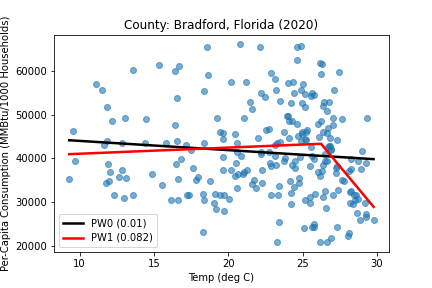 County: Bradford, Florida (2020)
Per-Capita Consumption (MMBtu/1000 Households)
60000
50000
40000
30000
20000
PW0 (0.01)
PW1 (0.082)
10
15
20
25
30
Temp (deg C)